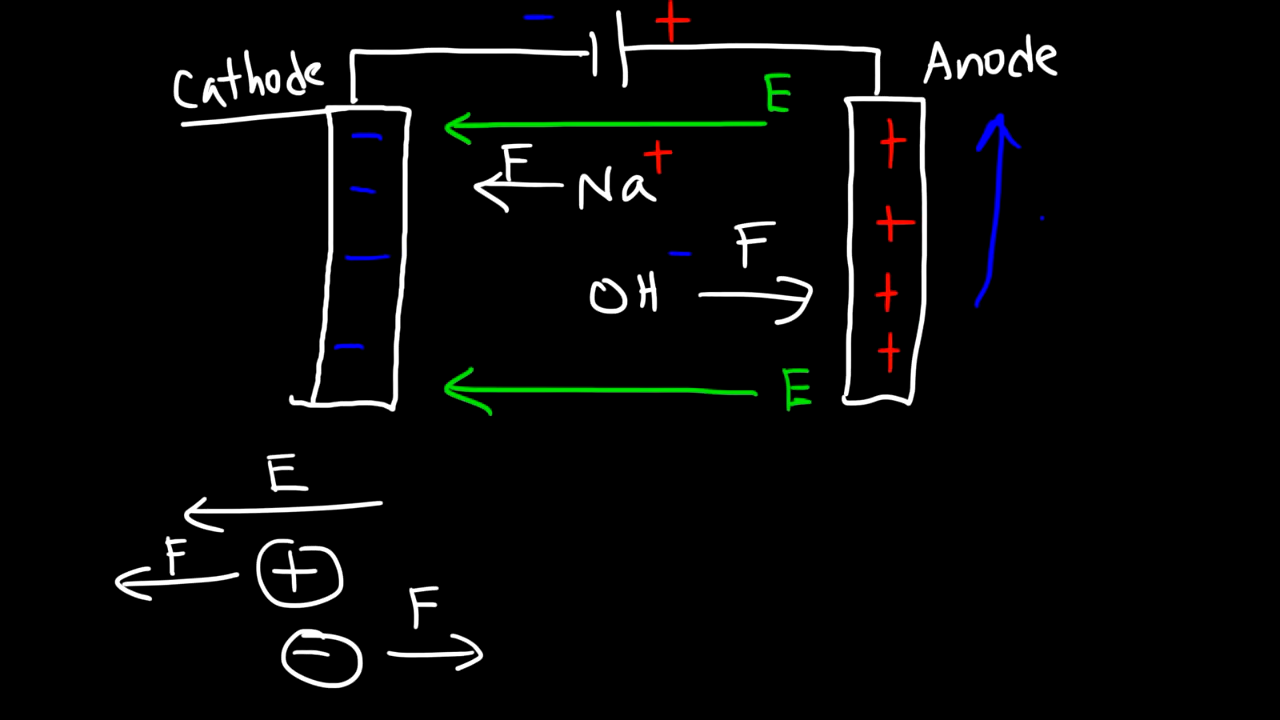 - +
Cathode
Anode
E
- +
F Na+
- +
OH- F
- +
- +
E
E
F +
- F